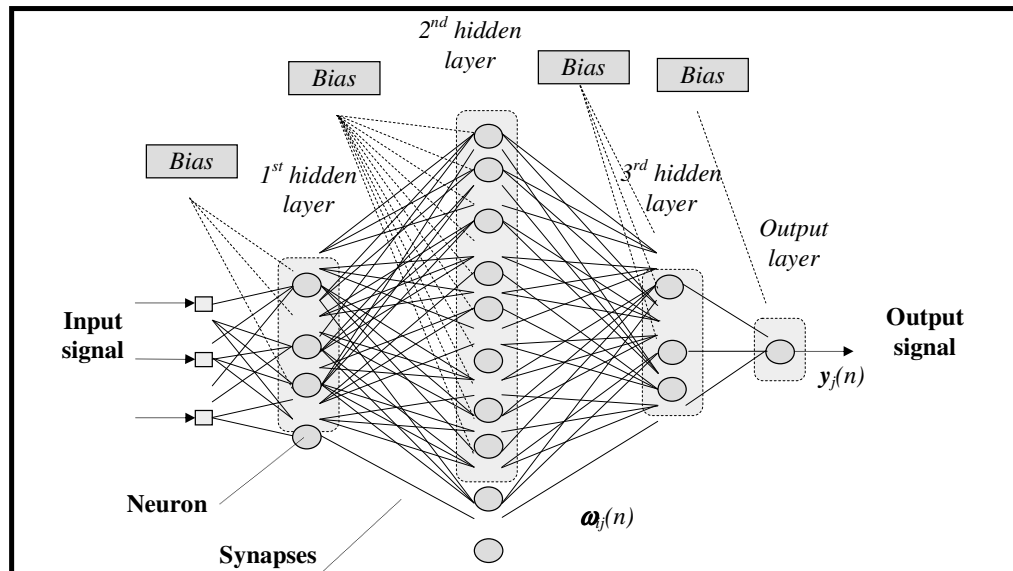 2nd hidden
layer
Bias
Bias
Bias
Bias
1st hidden
layer
3rd hidden
layer
Output
layer
Input
signal
Output
signal
yj(n)
Neuron
ωij(n)
Synapses